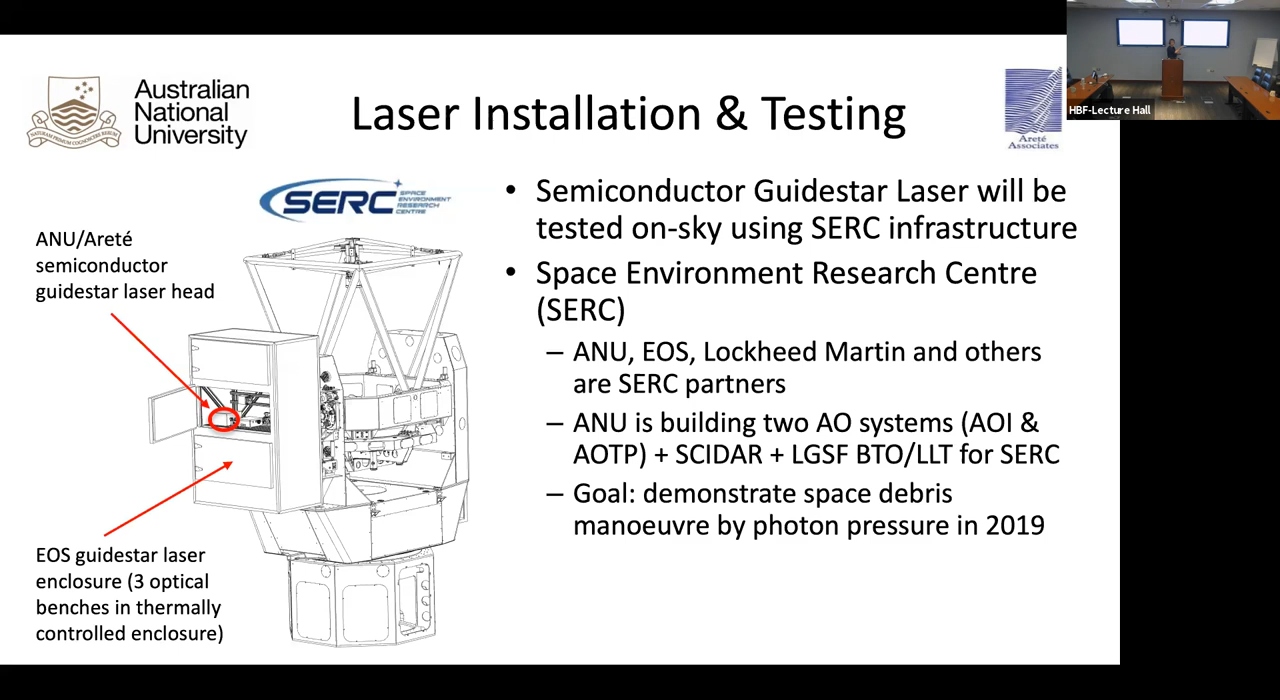 HBF-Lecture Hall
Australian
National
University
NATURAM PRIMUM COGNOSCERE RERUM
Laser Installation & Testing
Areté
Associates
SERC
SPACE
ENVIRONMENT
RESEARCH
CENTRE
ANU/Areté
semiconductor
guidestar laser head
EOS guidestar laser
enclosure (3 optical
benches in thermally
controlled enclosure)
• Semiconductor Guidestar Laser will be
tested on-sky using SERC infrastructure
• Space Environment Research Centre
(SERC)
– ANU, EOS, Lockheed Martin and others
are SERC partners
– ANU is building two AO systems (AOI &
AOTP) + SCIDAR + LGSF BTO/LLT for SERC
– Goal: demonstrate space debris
manoeuvre by photon pressure in 2019